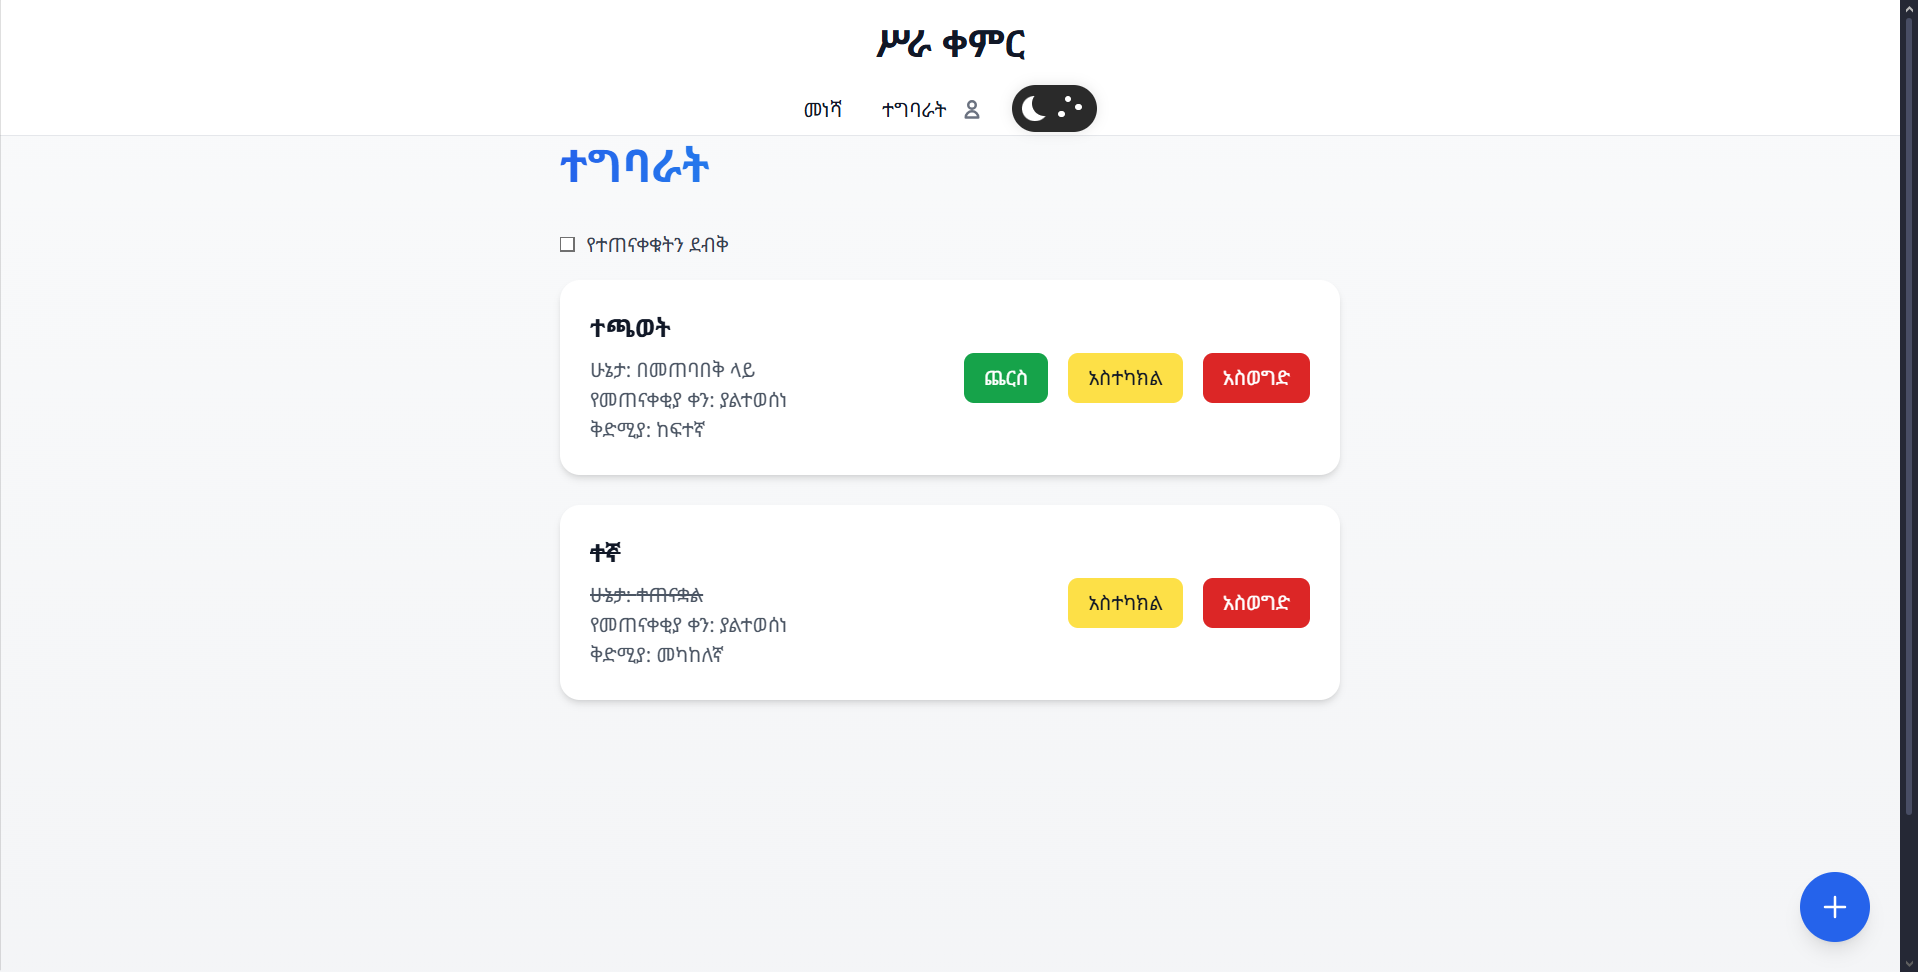 ሥራ ቀምር
መነሻ ተግባራት
ተግባራት
የተጠናቀቁትን ደብቅ
ተጫወት
ሁኔታ: በመጠባበቅ ላይ
የመጠናቀቂያ ቀን: ያልተወሰነ
ቅድሚያ: ከፍተኛ
ጨርስ አስተካክል አስወግድ
ተኛ
ሁኔታ: ተጠናቋል
የመጠናቀቂያ ቀን: ያልተወሰነ
ቅድሚያ: መካከለኛ
አስተካክል አስወግድ